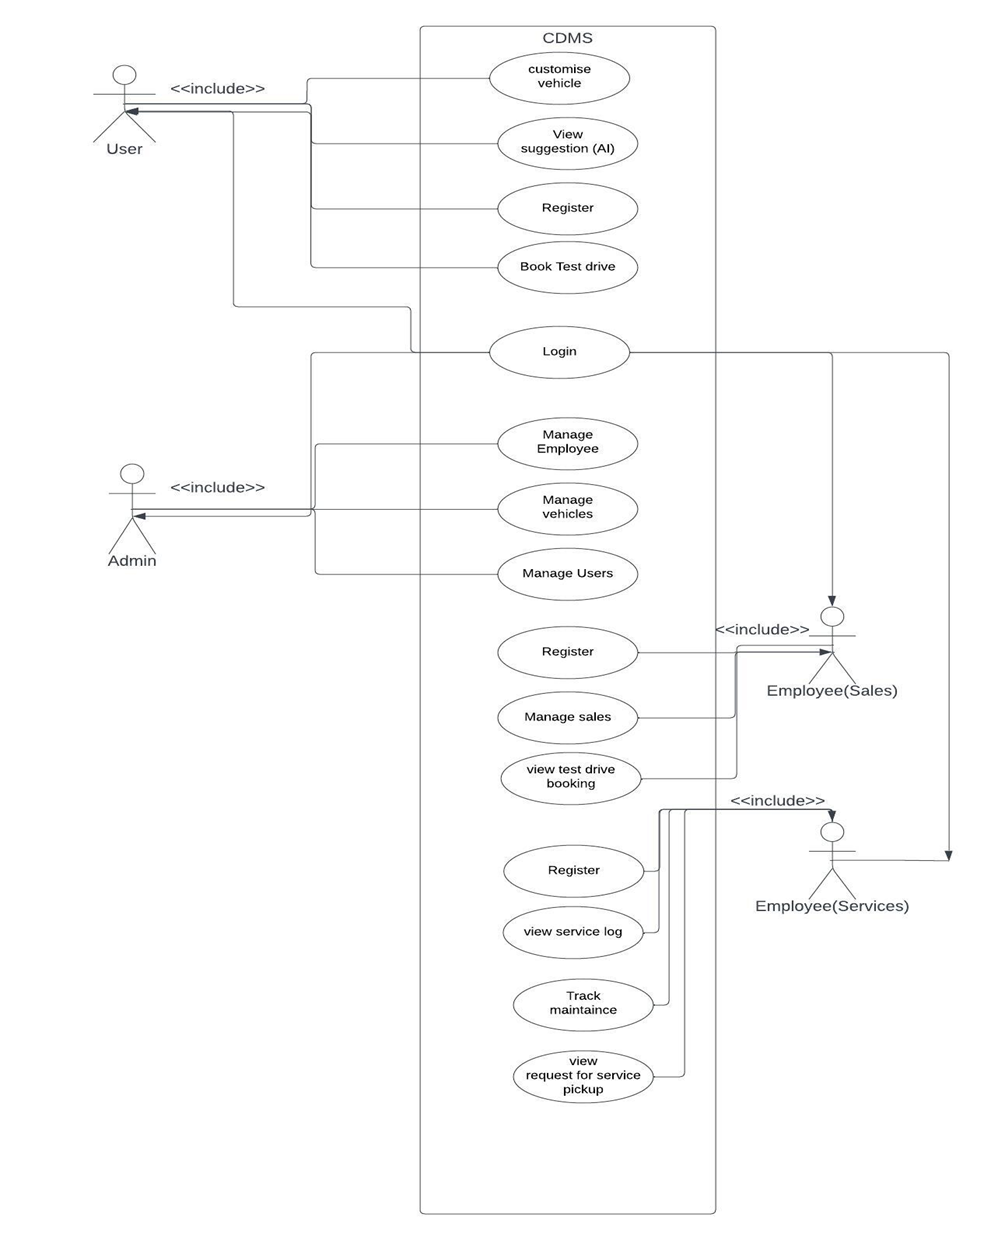 CDMS
<<include>>
User
customise
vehicle
View
suggestion (AI)
Register
Book Test drive
Login
Manage
Employee
<<include>>
Admin
Manage
vehicles
Manage Users
<<include>>
Employee(Sales)
Register
Manage sales
view test drive
booking
<<include>>
Employee(Services)
Register
view service log
Track
maintaince
view
request for service
pickup